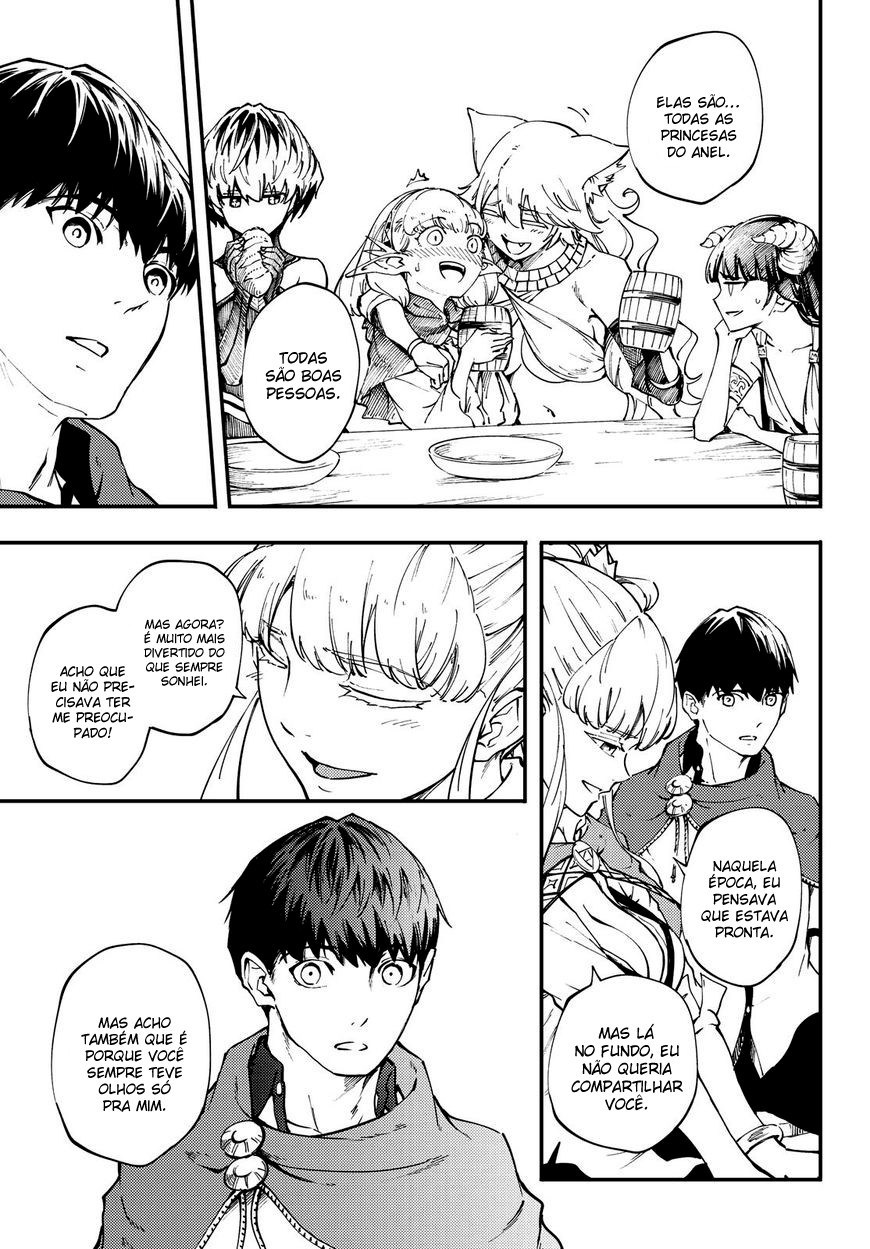 ELAS SÃO...
TODAS AS
PRINCESAS
DO ANEL.
TODAS
SÃO BOAS
PESSOAS.
NAQUELA
ÉPOCA, EU
PENSAVA
QUE ESTAVA
PRONTA.
MAS LÁ
NO FUNDO, EU
NÃO QUERIA
COMPARTILHAR
VOCÊ.
MAS AGORA?
É MUITO MAIS
DIVERTIDO DO
QUE SEMPRE
SONHEI.
ACHO QUE
EU NÃO PRE-
CISAVA TER
ME PREOCU-
PADO!
MAS ACHO
TAMBÉM QUE É
PORQUE VOCÊ
SEMPRE TEVE
OLHOS SÓ
PRA MIM.